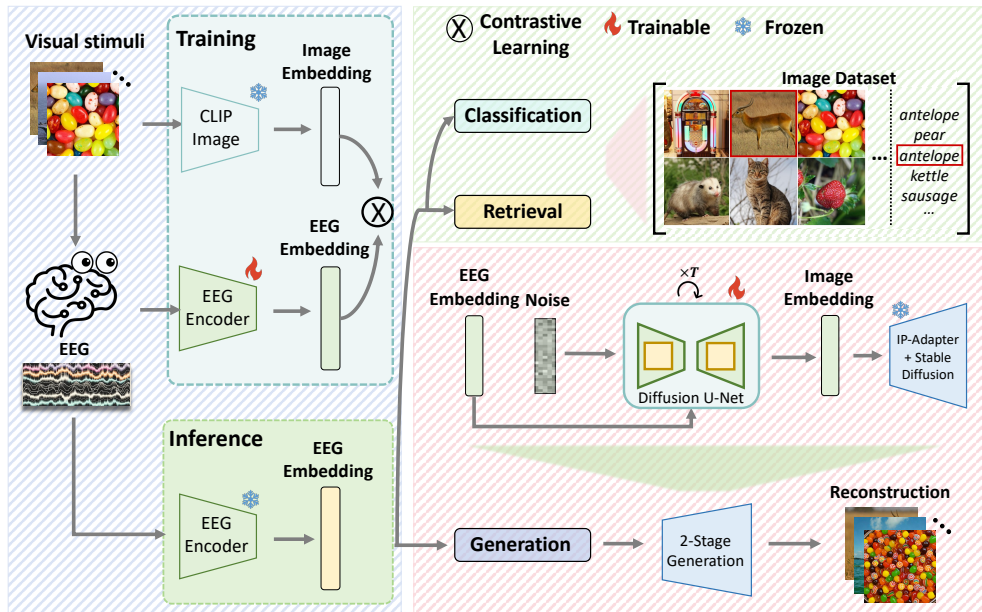 Visual stimuli
Training
CLIP
Image
Image
Embedding
EEG
Embedding
EEG
Encoder
EEG
Inference
EEG
Encoder
EEG
Embedding
X
Contrastive
Learning
Trainable
Frozen
Classification
Retrieval
Image Dataset
...
antelope
pear
antelope
kettle
sausage
...
X
EEG
Embedding
Noise
×T
Diffusion U-Net
Image
Embedding
IP-Adapter
+ Stable
Diffusion
Generation
2-Stage
Generation
Reconstruction